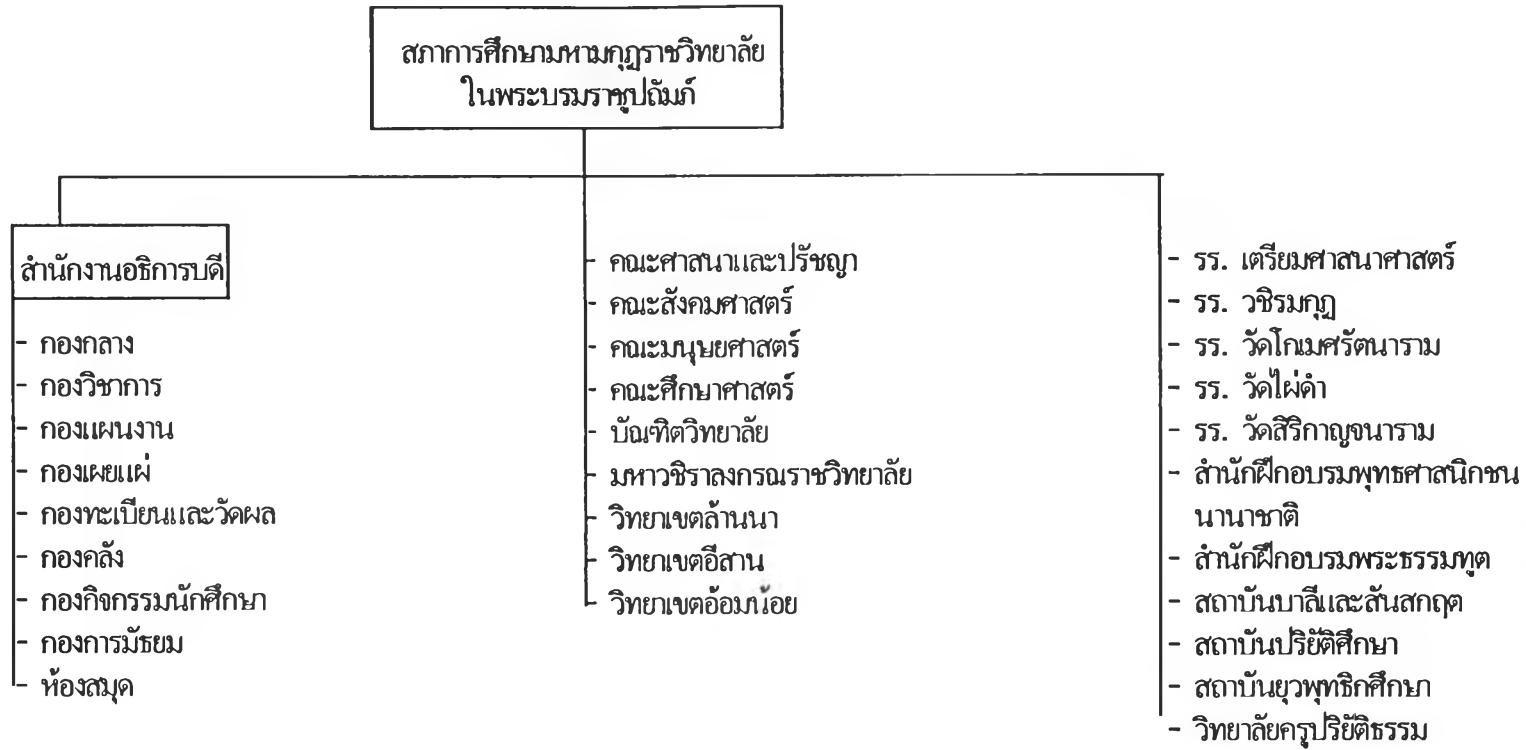 สภาการศึกษามหามกุฏราชวิทยาลัย
ในพระบรมราชูปถัมภ์
สำนักงานอธิการบดี
- กองกลาง
- กองวิชาการ
- กองแผนงาน
- กองเผยแผ่
- กองทะเบียนและวัดผล
- กองคลัง
- กองกิจกรรมนักศึกษา
- กองการมัธยม
- ห้องสมุด
- คณะศาสนาและปรัชญา
- คณะสังคมศาสตร์
- คณะมนุษยศาสตร์
- คณะศึกษาศาสตร์
- บัณฑิตวิทยาลัย
- มหาวชิราลงกรณราชวิทยาลัย
- วิทยาเขตล้านนา
- วิทยาเขตอีสาน
- วิทยาเขตอ้อมน้อย
- รร. เตรียมศาสนาศาสตร์
- รร. วชิรมกุฏ
- รร. วัดโกเมศรัตนาราม
- รร. วัดไผ่ดำ
- รร. วัดสิริกาญจนาราม
- สำนักฝึกอบรมพุทธศาสนิกชน
นานาชาติ
- สำนักฝึกอบรมพระธรรมทูต
- สถาบันบาลีและสันสกฤต
- สถาบันปริยัติศึกษา
- สถาบันยุวพุทธิกศึกษา
- วิทยาลัยครูปริยัติธรรม